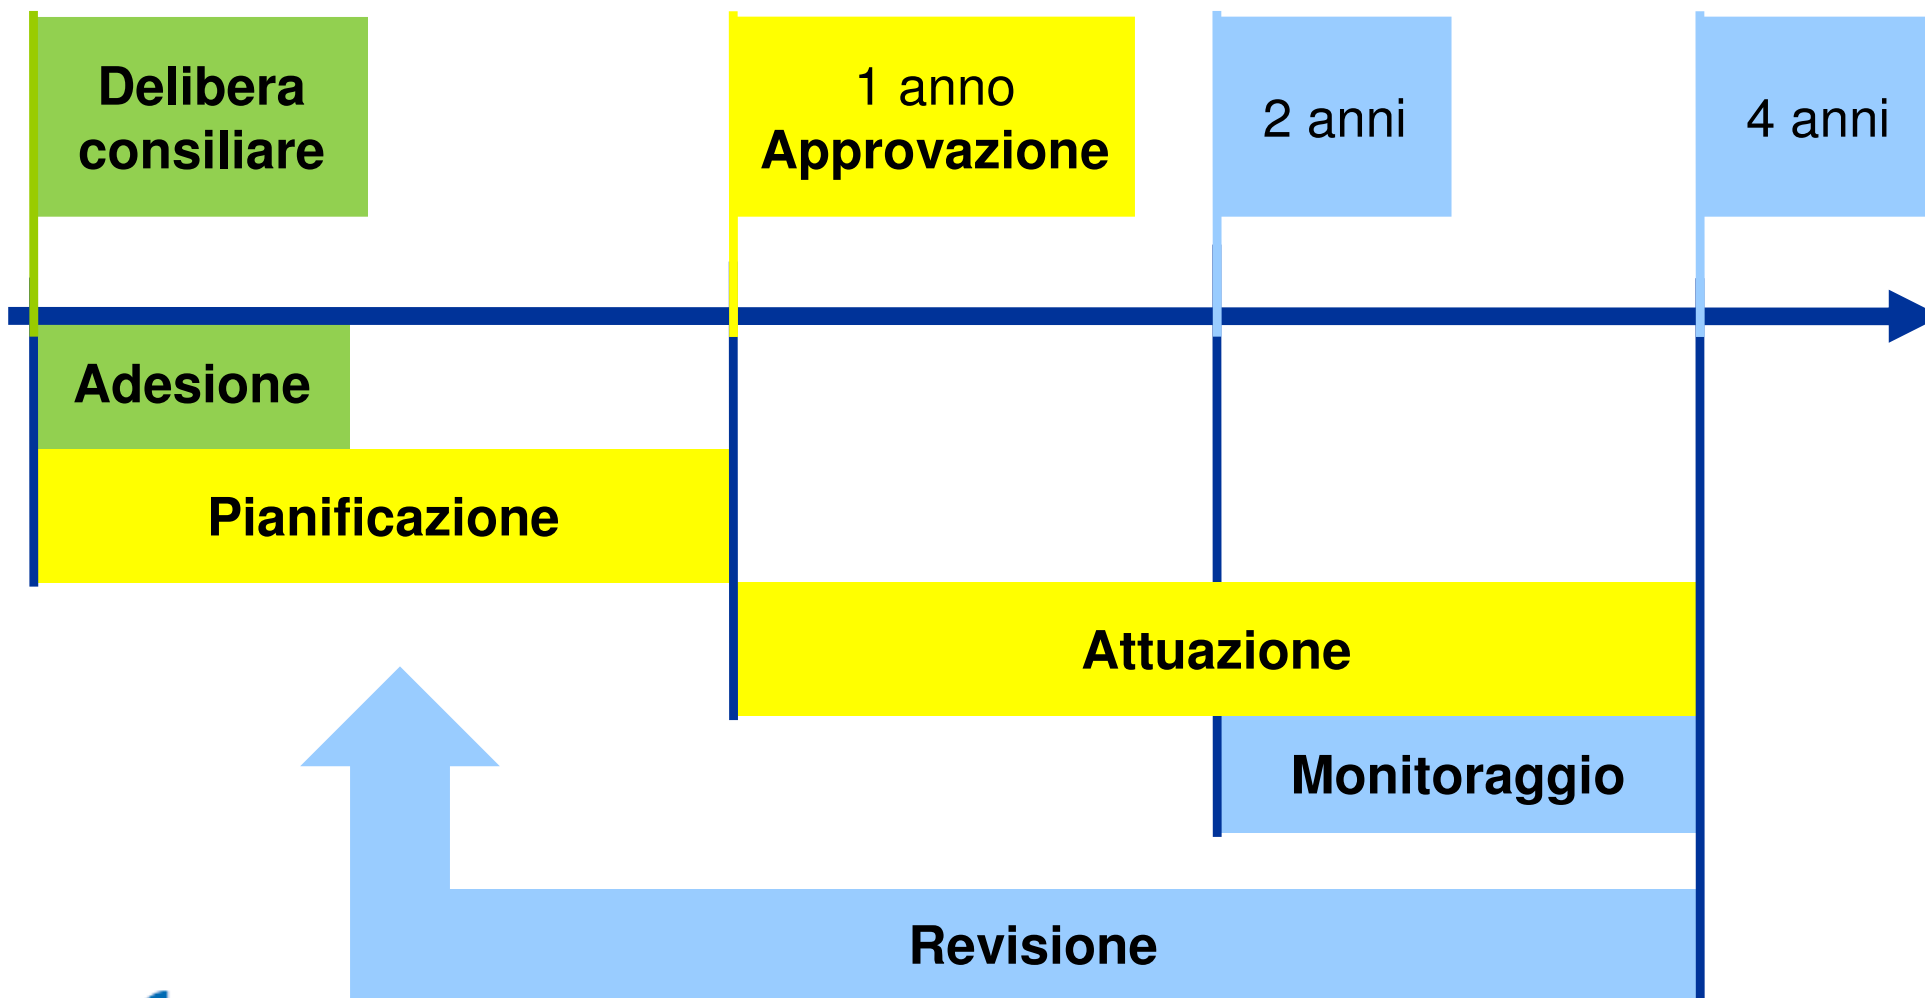 Delibera
consiliare
1 anno
Approvazione
2 anni
4 anni
Adesione
Pianificazione
Attuazione
Monitoraggio
Revisione